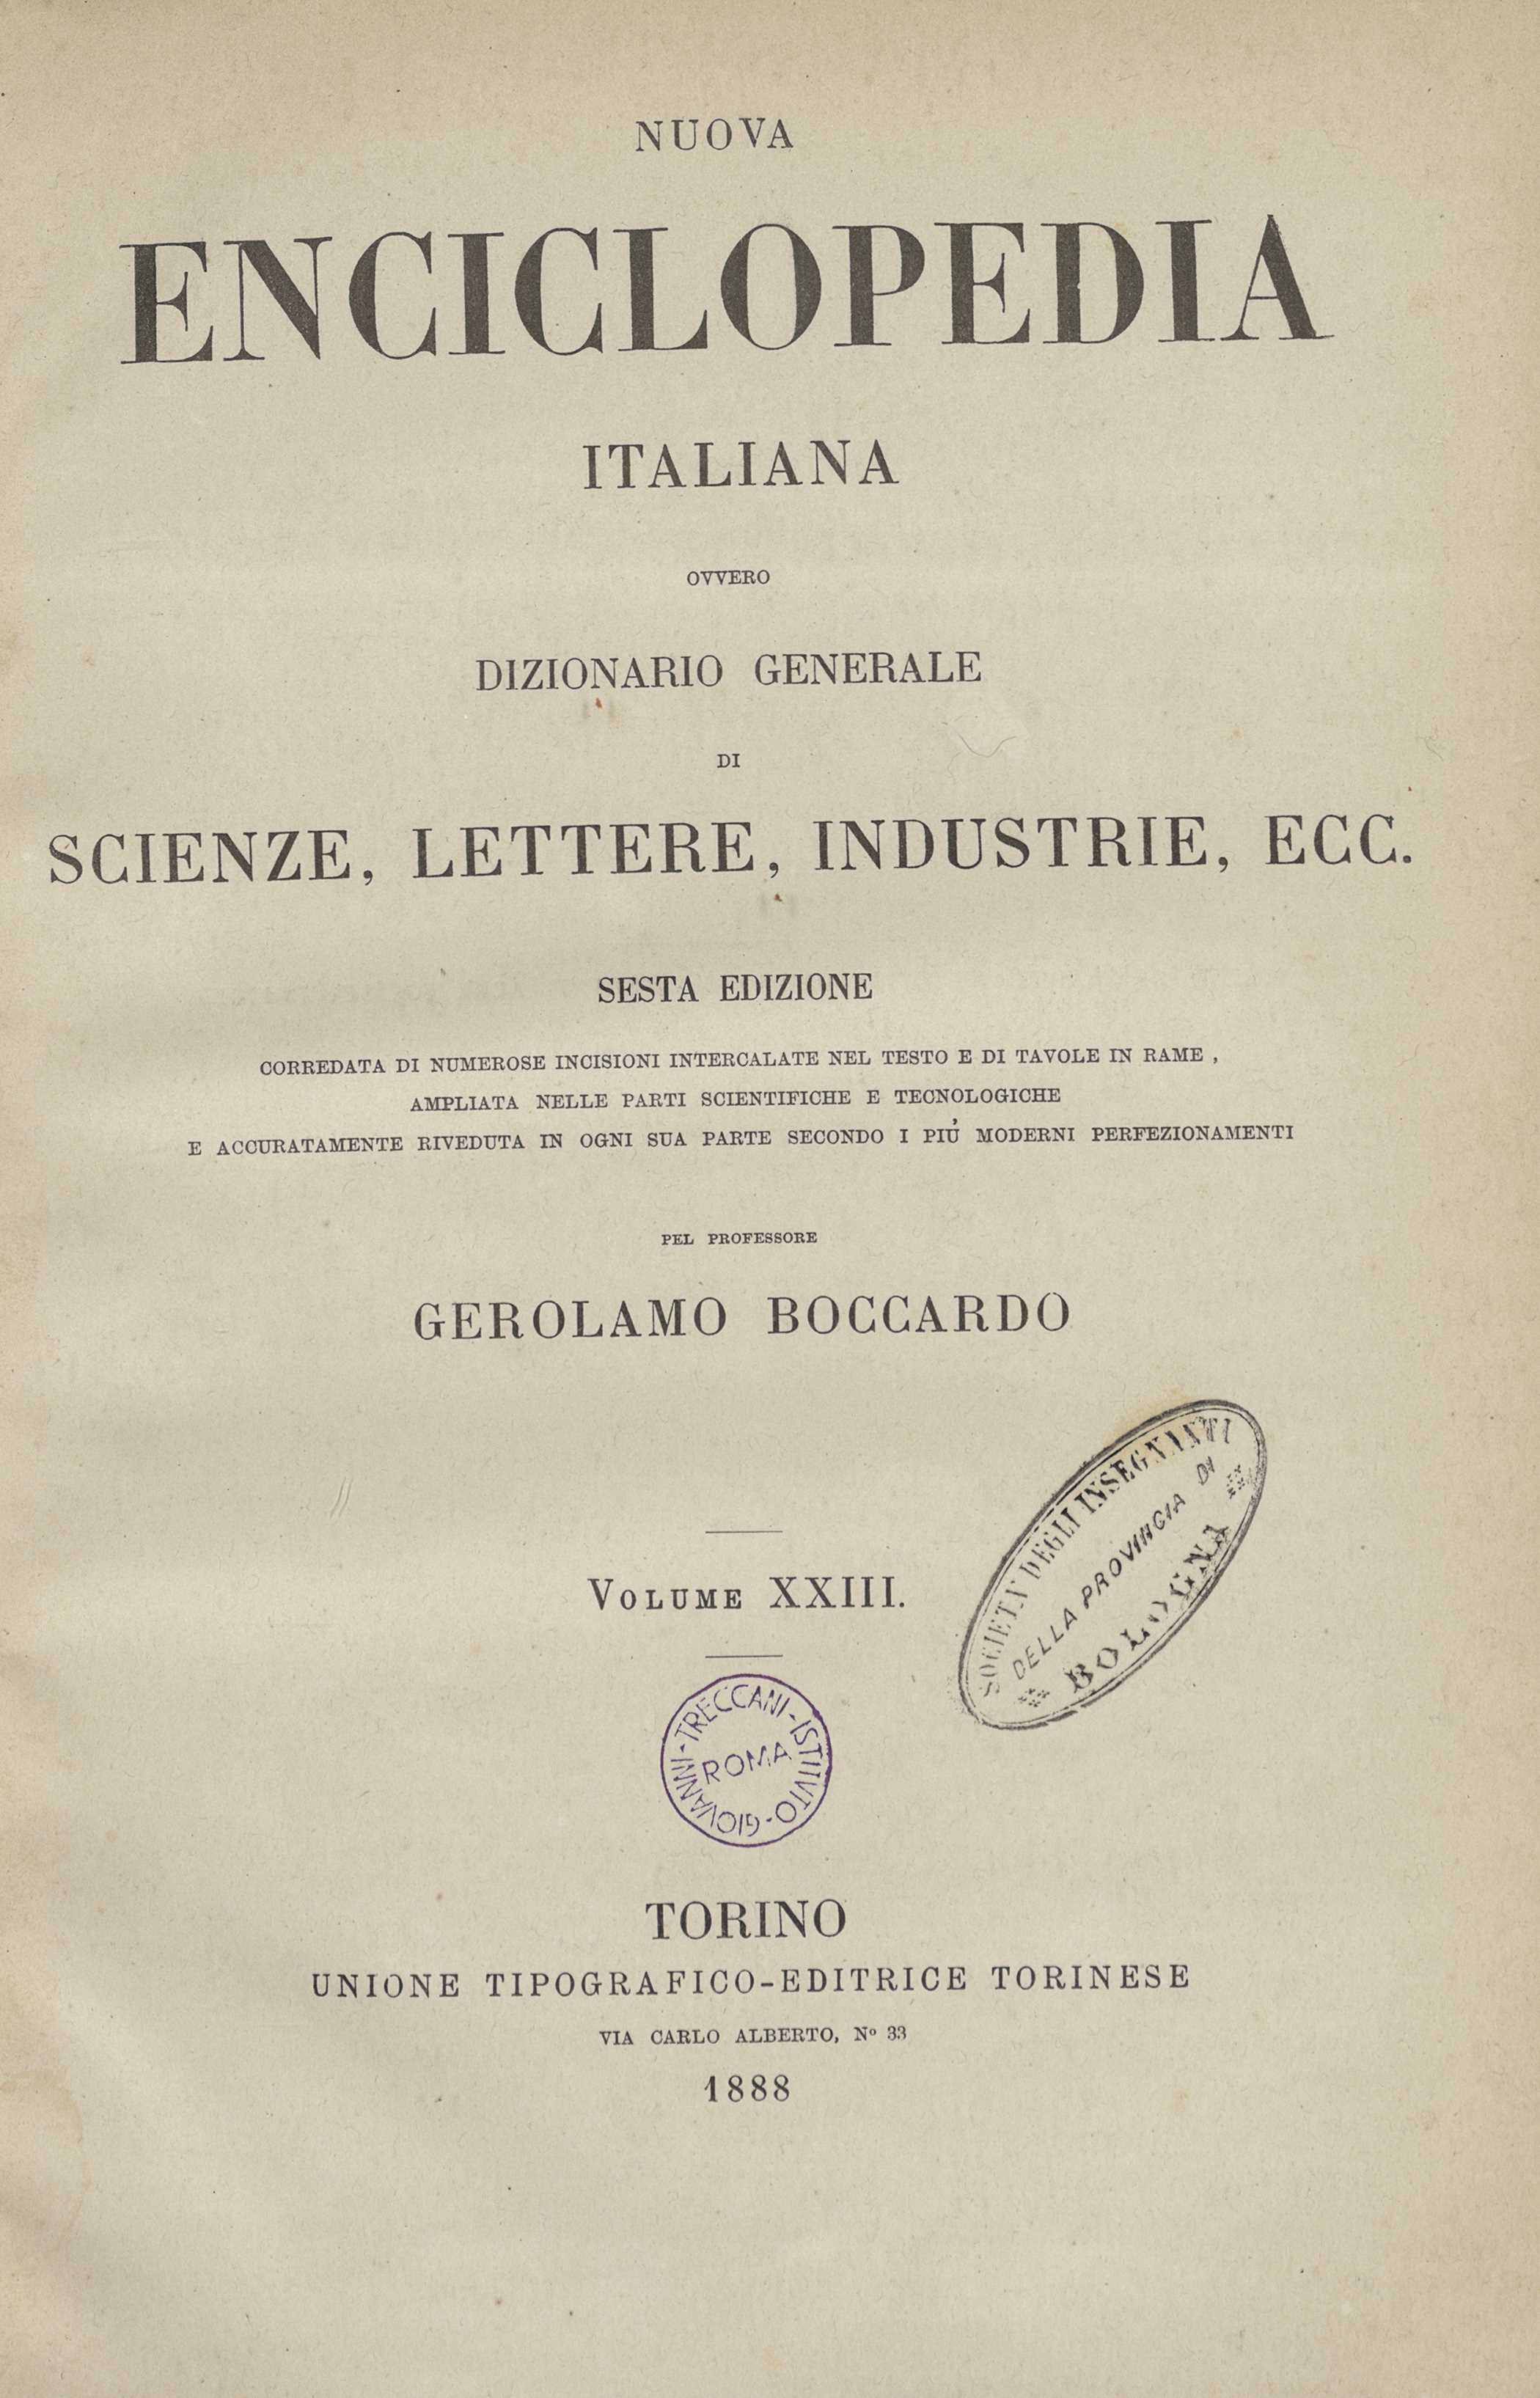 NUOVA
ENCICLOPEDIA
ITALIANA
OVVERO
DIZIONARIO GENERALE
DI
SCIENZE, LETTERE, INDUSTRIE, ECC.
SESTA EDIZIONE
CORREDATA DI NUMEROSE INCISIONI INTERCALATE NEL TESTO E DI TAVOLE IN RAME,
AMPLIATA NELLE PARTI SCIENTIFICHE E TECNOLOGICHE
E ACCURATAMENTE RIVEDUTA IN OGNI SUA PARTE SECONDO I PIÙ MODERNI PERFEZIONAMENTI
PEL PROFESSORE
GEROLAMO BOCCARDO
SOCIETÀ DEGLI INSEGNANTI
DELLA PROVINCIA DI
BOLOGNA
VOLUME XXIII.
ISTITVTO-GIOVANNI-TRECCANI-
ROMA
TORINO
UNIONE TIPOGRAFICO-EDITRICE TORINESE
VIA CARLO ALBERTO, Nº 33
1888